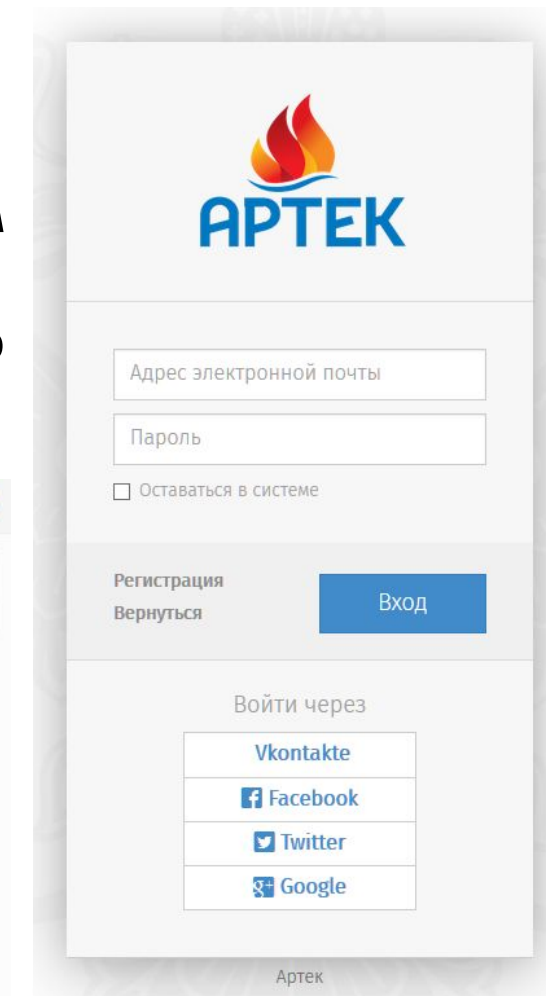 АРТЕК
Адрес электронной почты
Пароль
Оставаться в системе
Регистрация
Вернуться
Вход
Войти через
Vkontakte
Facebook
Twitter
g+ Google
Артек